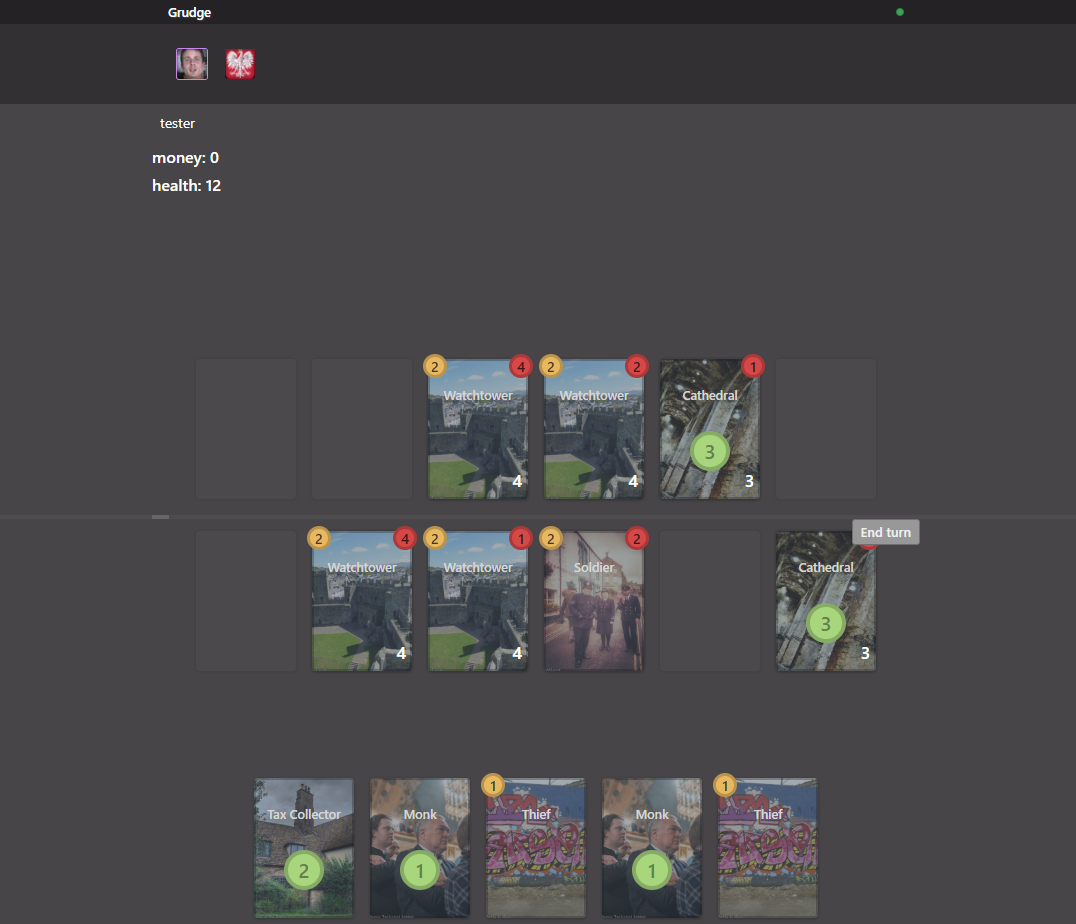 Grudge
tester
money: 0
health: 12
2 4 2 2 1
Watchtower Watchtower Cathedral
3
4 4 3
End turn
2 4 2 1 2 2
Watchtower Watchtower Soldier Cathedral
3
4 4 3
1 1
Tax Collector Monk Thief Monk Thief
2 1 1